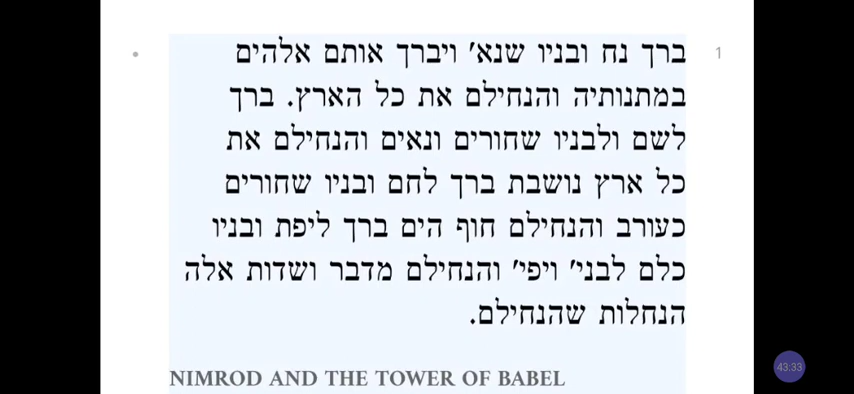 1
ברך נח ובניו שנא' ויברך אותם אלהים
במתנותיה והנחילם את כל הארץ. ברך
לשם ולבניו שחורים ונאים והנחילם את
כל ארץ נושבת ברך לחם ובניו שחורים
כעורב והנחילם חוף הים ברך ליפת ובניו
כלם לבני' ויפי' והנחילם מדבר ושדות אלה
הנחלות שהנחילם.
NIMROD AND THE TOWER OF BABEL
43:33